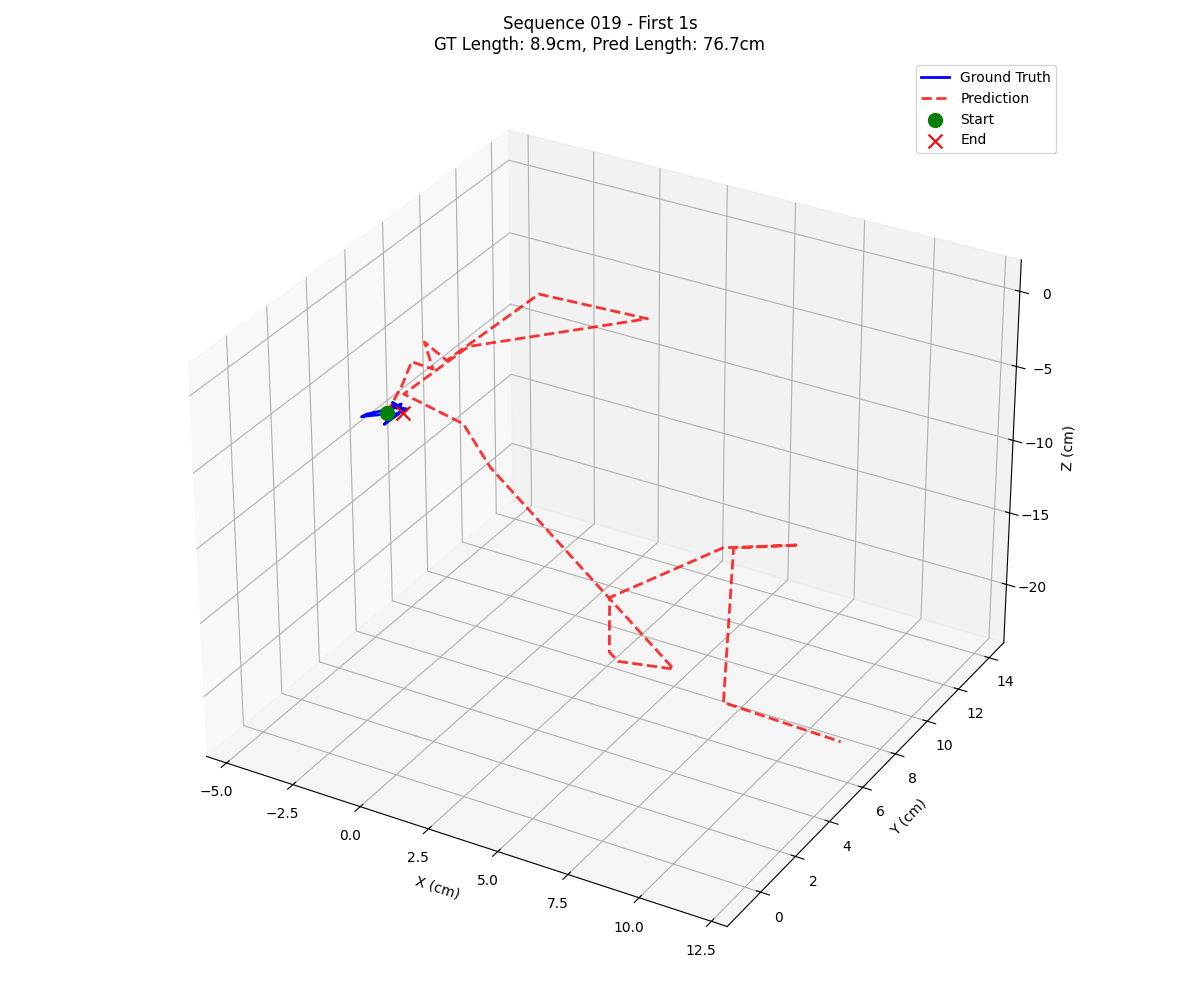 Sequence 019 - First 1s
GT Length: 8.9cm, Pred Length: 76.7cm
Ground Truth
Prediction
Start
End
0
−5
−10
−15
−20
Z (cm)
14
12
10
8
6
4
2
0
Y (cm)
−5.0
−2.5
0.0
2.5
5.0
7.5
10.0
12.5
X (cm)